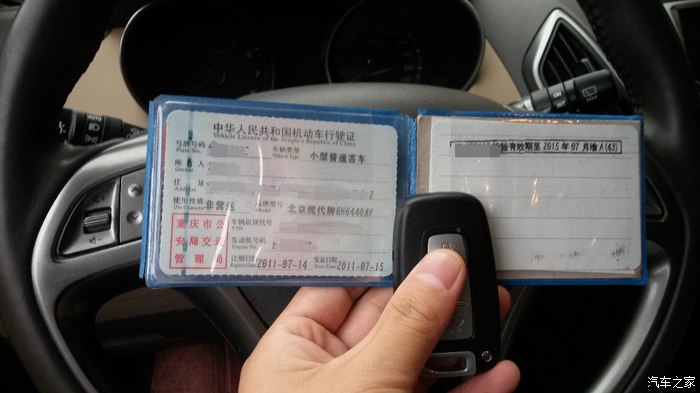 中华人民共和国机动车行驶证
Vehicle License of the People's Republic of China
号牌号码 车辆类型 小型普通客车
Plate No. Vehicle Type
所有人
住址 2
Address
使用性质 非营运 品牌型号 北京现代牌BH6440AY
Use Character Model
重庆市公
安局交通
管理局
车辆识别代号
VIN
发动机号码
Engine No.
注册日期 2011-07-14 发证日期 2011-07-15
Register Date Issue Date
检验有效期至2015年07月渝A(43)
AUTO
汽车之家